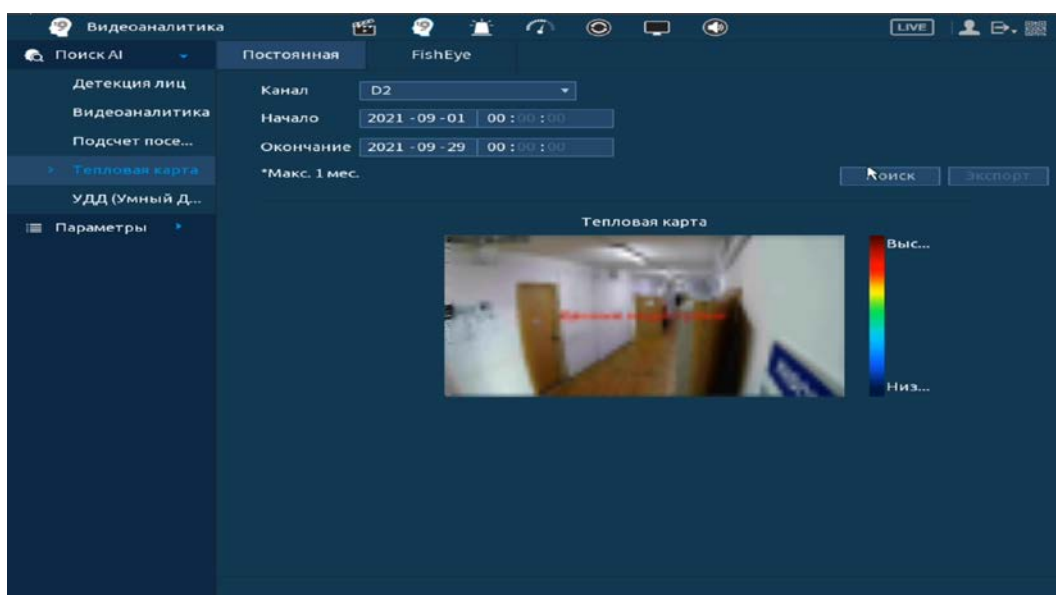 Видеоаналитика
LIVE
Поиск AI
Постоянная
FishEye
Детекция лиц
Видеоаналитика
Подсчет посе...
Тепловая карта
УДД (Умный Д...
Параметры
Канал D2
Начало 2021 - 09 - 01 00 : 00 : 00
Окончание 2021 - 09 - 29 00 : 00 : 00
*Макс. 1 мес.
Экспорт
Тепловая карта
Выс...
Низ...